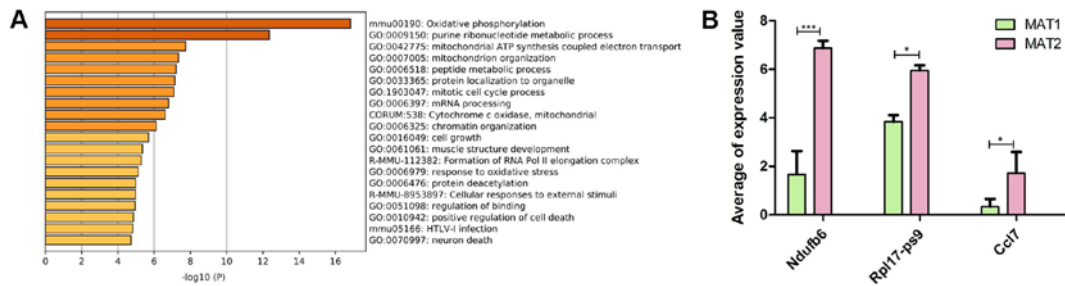 A
mmu00190: Oxidative phosphorylation
GO:0009150: purine ribonucleotide metabolic process
GO:0042775: mitochondrial ATP synthesis coupled electron transport
GO:0007005: mitochondrion organization
GO:0006518: peptide metabolic process
GO:0033365: protein localization to organelle
GO:1903047: mitotic cell cycle process
GO:0006397: mRNA processing
CORUM:538: Cytochrome c oxidase, mitochondrial
GO:0006325: chromatin organization
GO:0016049: cell growth
GO:0061061: muscle structure development
R-MMU-112382: Formation of RNA Pol II elongation complex
GO:0006979: response to oxidative stress
GO:0006476: protein deacetylation
R-MMU-8953897: Cellular responses to external stimuli
GO:0051098: regulation of binding
GO:0010942: positive regulation of cell death
mmu05166: HTLV-I infection
GO:0070997: neuron death
0 2 4 6 8 10 12 14 16
-log10 (P)
B
MAT1
MAT2
Average of expression value
8
6
4
2
0
***
*
*
Ndufb6
Rpl17-ps9
Ccl7